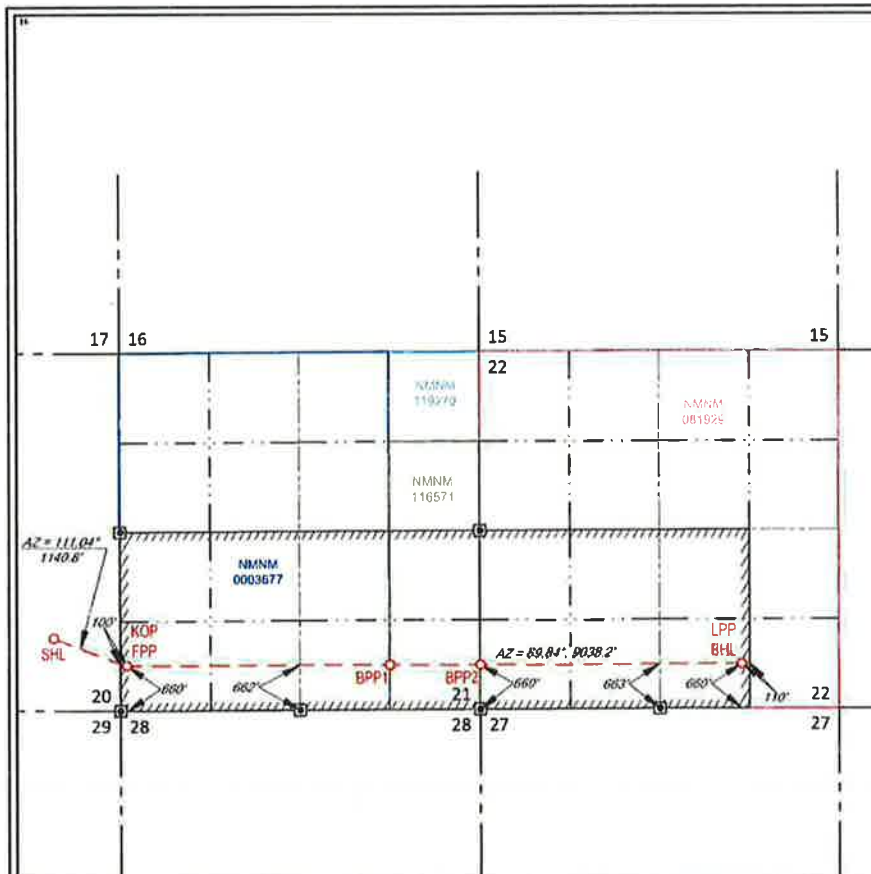 16
17 16
15
15
22
NMNM
NMNM
081929
NMNM
116571
AZ = 111.04°
1140.8'
NMNM
0003677
100'
KOP
FPP
SHL
LPP
BHL
AZ = 89.84°, 9038.2'
BPP1
BPP2
660'
662'
660'
663'
660'
110'
20
21
22
29 28
28 27
27